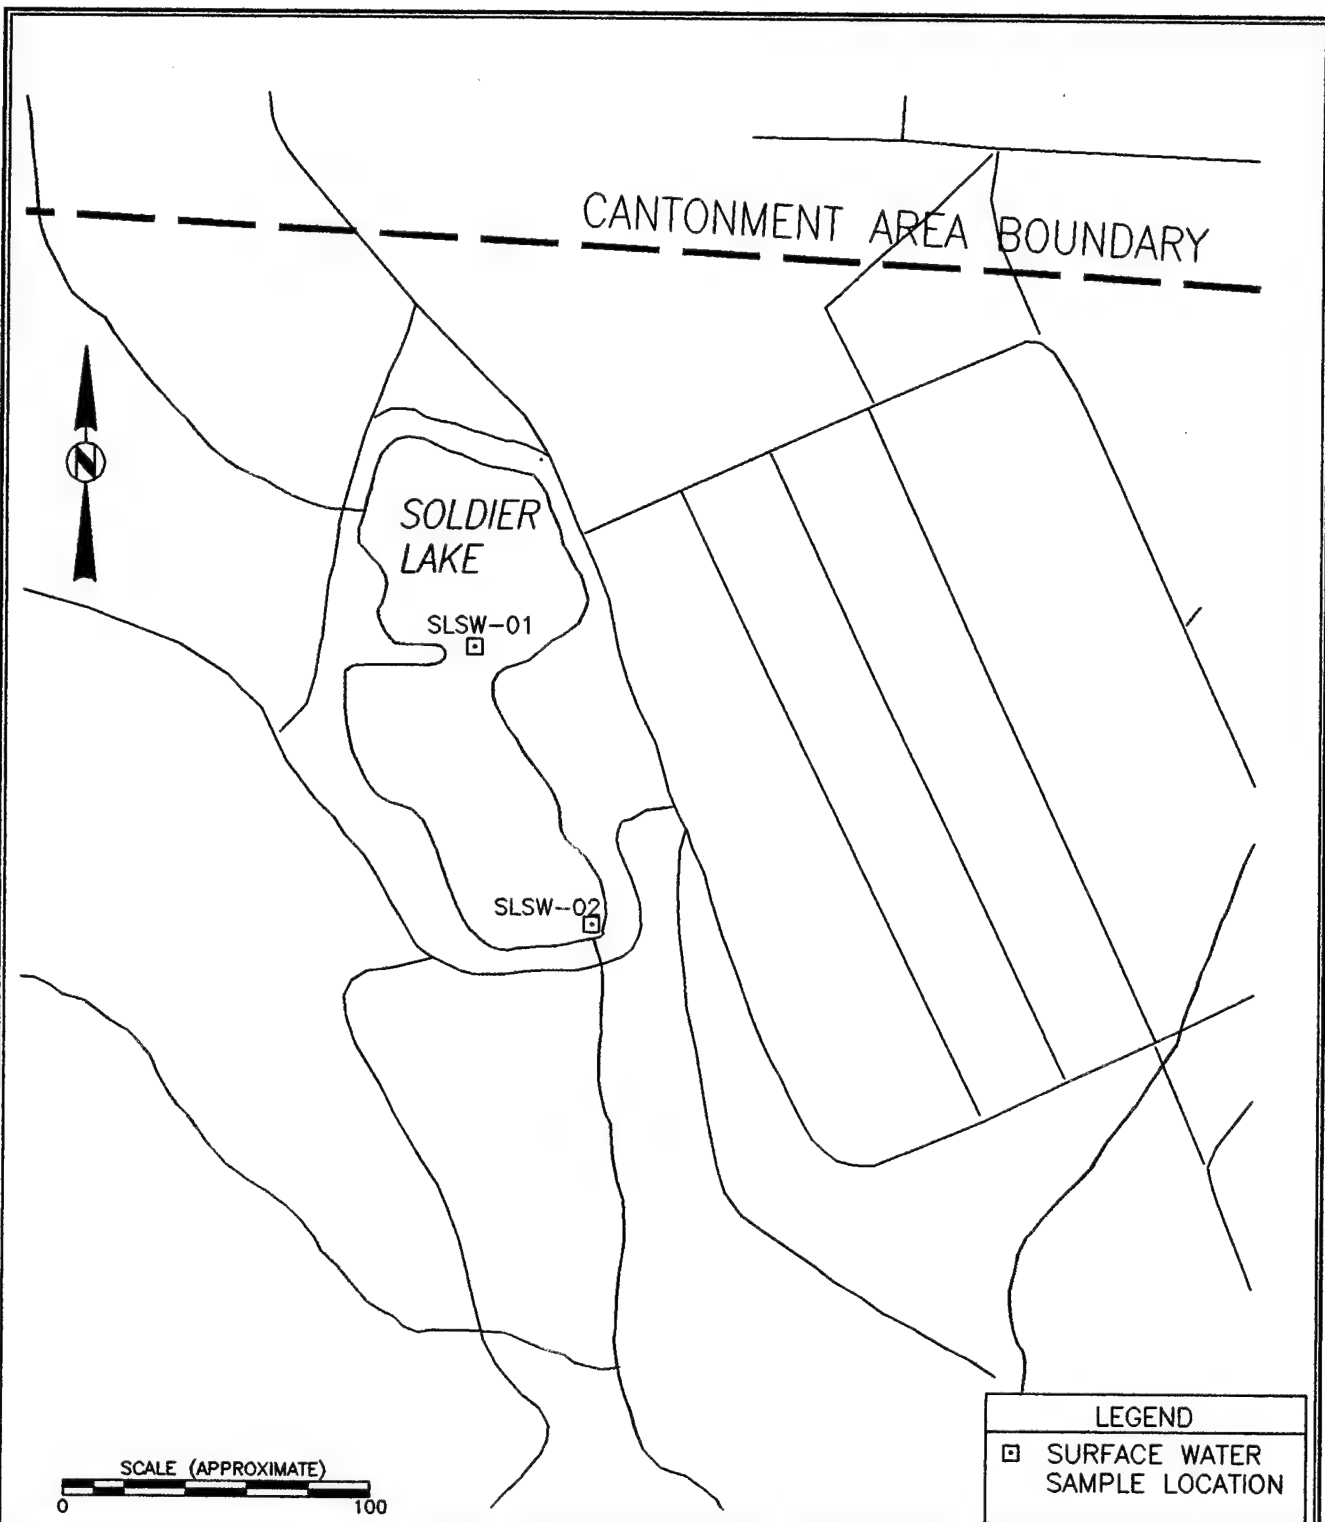 CANTONMENT AREA BOUNDARY
N
SOLDIER
LAKE
SLSW-01
SLSW-02
LEGEND
SURFACE WATER
SAMPLE LOCATION
SCALE (APPROXIMATE)
0 100